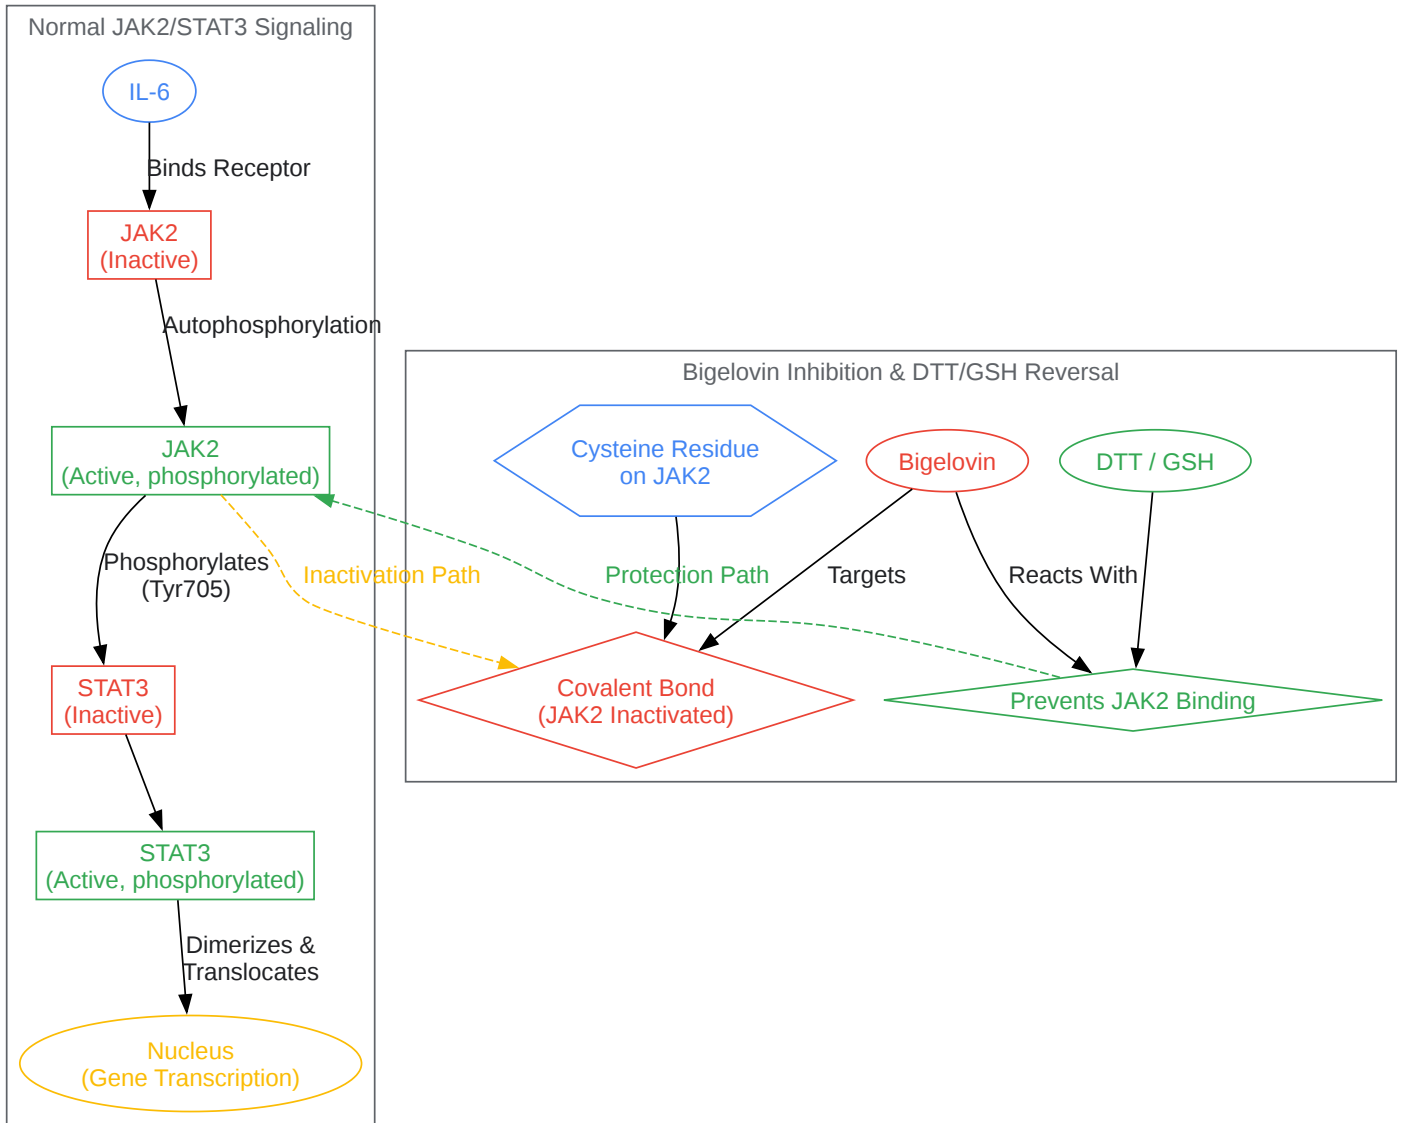 Normal JAK2/STAT3 Signaling
IL-6
Binds Receptor
JAK2
(Inactive)
Autophosphorylation
JAK2
(Active, phosphorylated)
Phosphorylates
(Tyr705)
Inactivation Path
STAT3
(Inactive)
STAT3
(Active, phosphorylated)
Dimerizes &
Translocates
Nucleus
(Gene Transcription)
Bigelovin Inhibition & DTT/GSH Reversal
Cysteine Residue
on JAK2
Bigelovin
DTT / GSH
Protection Path
Targets
Reacts With
Covalent Bond
(JAK2 Inactivated)
Prevents JAK2 Binding